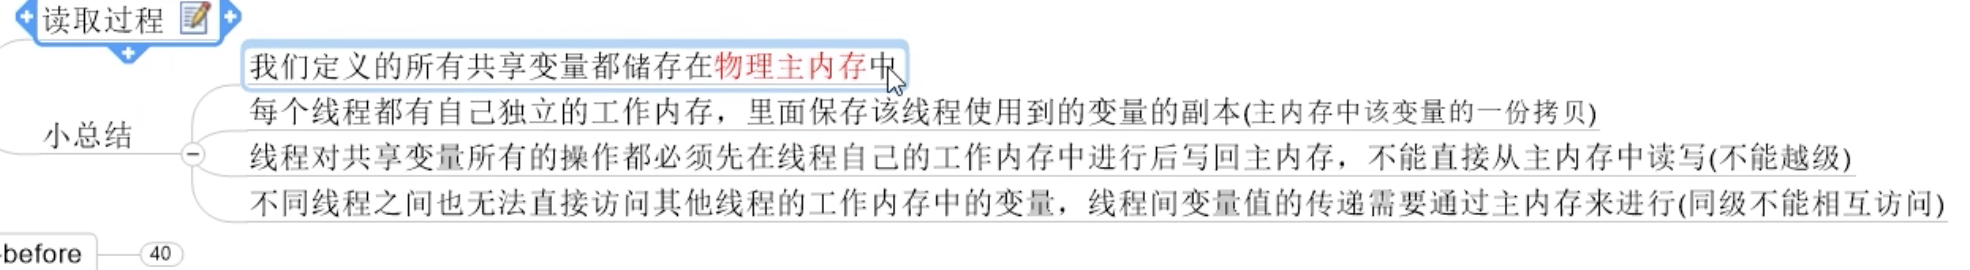 读取过程
我们定义的所有共享变量都储存在物理主内存中
每个线程都有自己独立的工作内存，里面保存该线程使用到的变量的副本(主内存中该变量的一份拷贝)
小总结
线程对共享变量所有的操作都必须先在线程自己的工作内存中进行后写回主内存，不能直接从主内存中读写(不能越级)
不同线程之间也无法直接访问其他线程的工作内存中的变量，线程间变量值的传递需要通过主内存来进行(同级不能相互访问)
-before
40